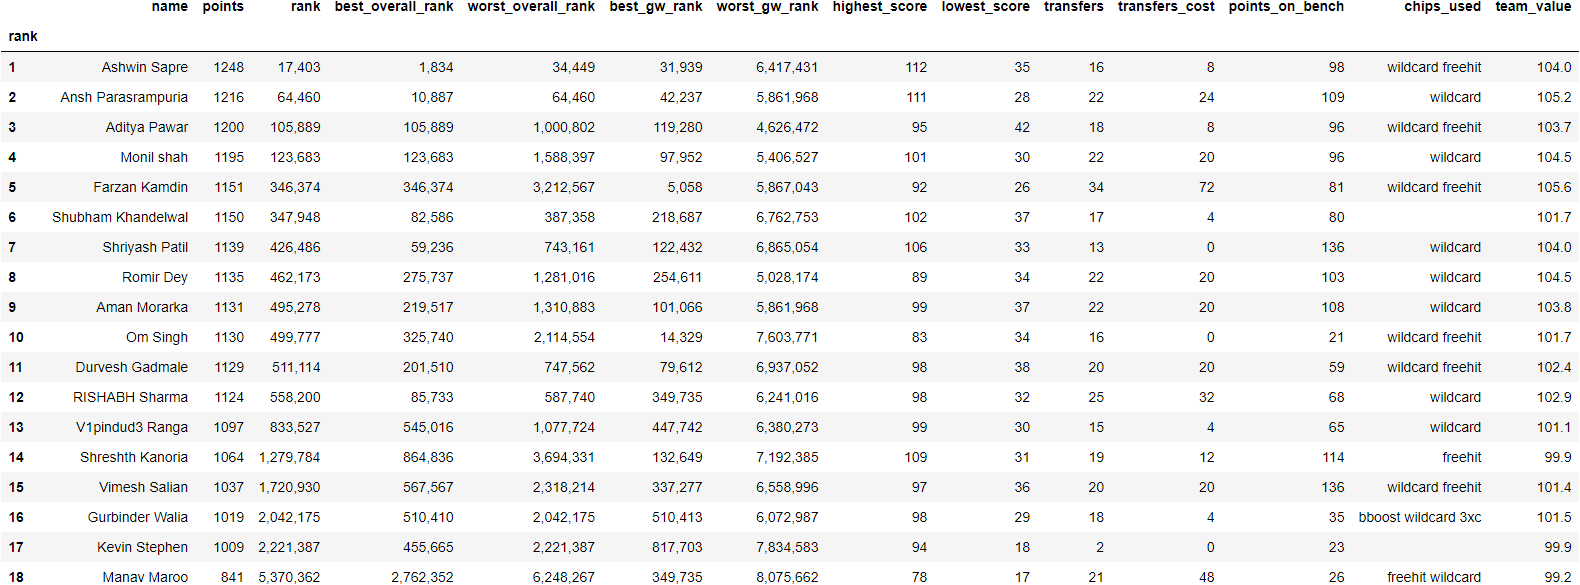 name points rank best_overall_rank worst_overall_rank best_gw_rank worst_gw_rank highest_score lowest_score transfers transfers_cost points_on_bench chips_used team_value
rank
1 Ashwin Sapre 1248 17,403 1,834 34,449 31,939 6,417,431 112 35 16 8 98 wildcard freehit 104.0
2 Ansh Parasrampuria 1216 64,460 10,887 64,460 42,237 5,861,968 111 28 22 24 109 wildcard 105.2
3 Aditya Pawar 1200 105,889 105,889 1,000,802 119,280 4,626,472 95 42 18 8 96 wildcard freehit 103.7
4 Monil shah 1195 123,683 123,683 1,588,397 97,952 5,406,527 101 30 22 20 96 wildcard 104.5
5 Farzan Kamdin 1151 346,374 346,374 3,212,567 5,058 5,867,043 92 26 34 72 81 wildcard freehit 105.6
6 Shubham Khandelwal 1150 347,948 82,586 387,358 218,687 6,762,753 102 37 17 4 80 101.7
7 Shriyash Patil 1139 426,486 59,236 743,161 122,432 6,865,054 106 33 13 0 136 wildcard 104.0
8 Romir Dey 1135 462,173 275,737 1,281,016 254,611 5,028,174 89 34 22 20 103 wildcard 104.5
9 Aman Morarka 1131 495,278 219,517 1,310,883 101,066 5,861,968 99 37 22 20 108 wildcard 103.8
10 Om Singh 1130 499,777 325,740 2,114,554 14,329 7,603,771 83 34 16 0 21 wildcard freehit 101.7
11 Durvesh Gadmale 1129 511,114 201,510 747,562 79,612 6,937,052 98 38 20 20 59 wildcard freehit 102.4
12 RISHABH Sharma 1124 558,200 85,733 587,740 349,735 6,241,016 98 32 25 32 68 wildcard 102.9
13 V1pindud3 Ranga 1097 833,527 545,016 1,077,724 447,742 6,380,273 99 30 15 4 65 wildcard 101.1
14 Shreshth Kanoria 1064 1,279,784 864,836 3,694,331 132,649 7,192,385 109 31 19 12 114 freehit 99.9
15 Vimesh Salian 1037 1,720,930 567,567 2,318,214 337,277 6,558,996 97 36 20 20 136 wildcard freehit 101.4
16 Gurbinder Walia 1019 2,042,175 510,410 2,042,175 510,413 6,072,987 98 29 18 4 35 bboost wildcard 3xc 101.5
17 Kevin Stephen 1009 2,221,387 455,665 2,221,387 817,703 7,834,583 94 18 2 0 23 99.9
18 Manav Maroo 841 5,370,362 2,762,352 6,248,267 349,735 8,075,662 78 17 21 48 26 freehit wildcard 99.2